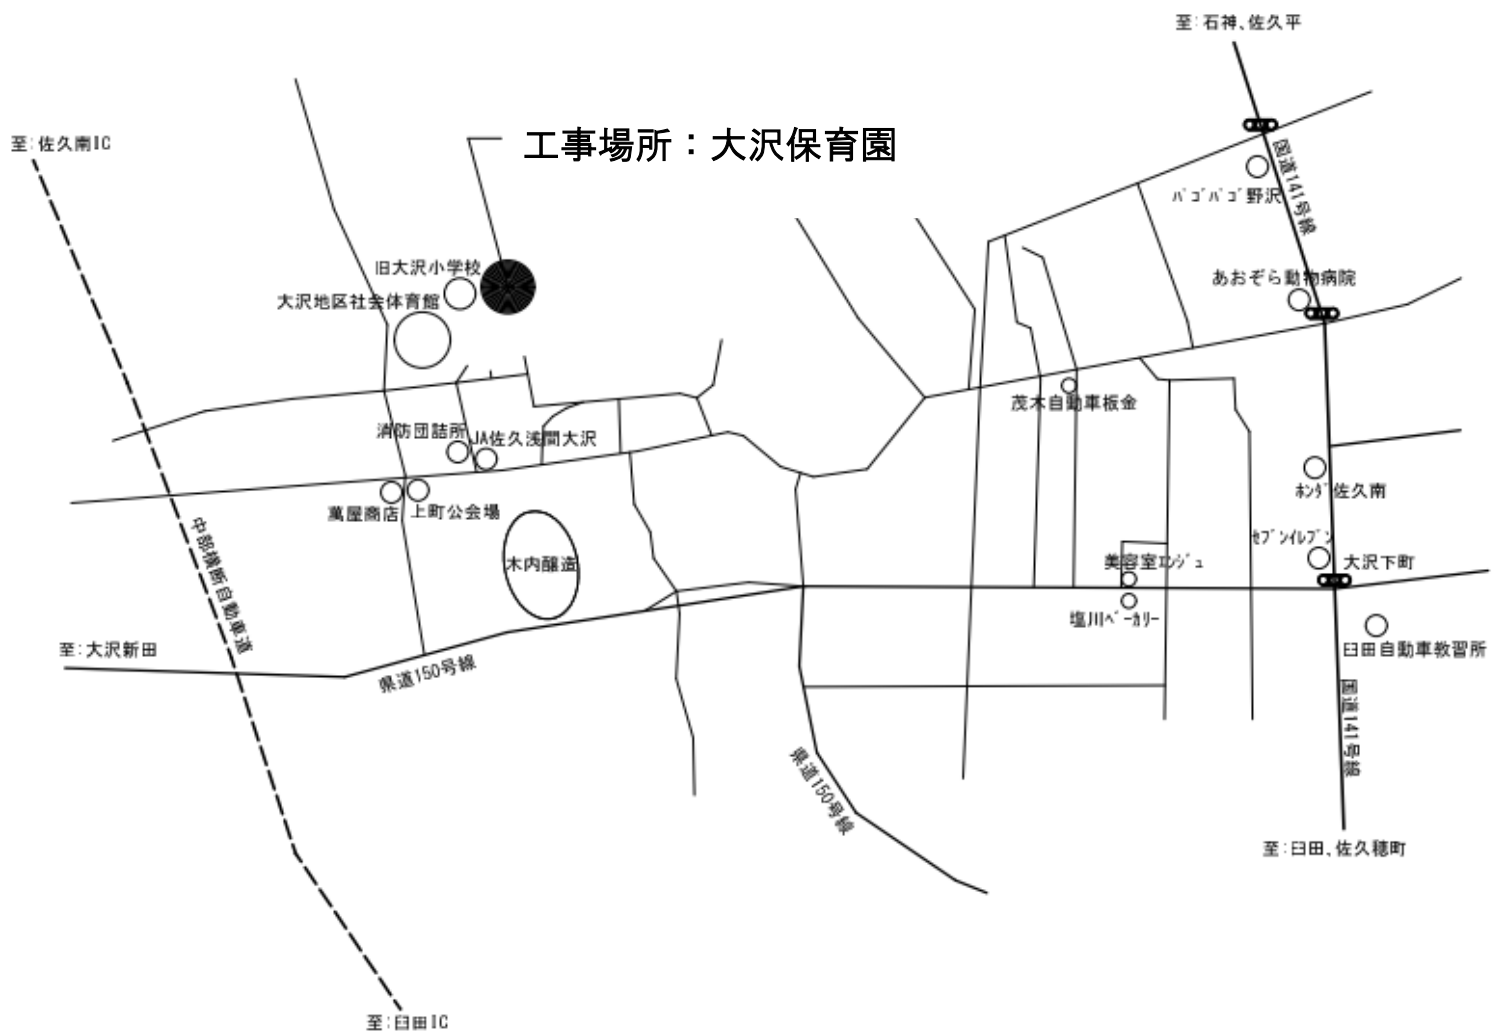 至:石神、佐久平
至:佐久南IC
工事場所：大沢保育園
国道141号線
パゴパゴ野沢
旧大沢小学校
あおぞら動物病院
大沢地区社会体育館
茂木自動車板金
消防団詰所
JA佐久浅間大沢
萬屋商店
上町公会場
ホンダ佐久南
中部横断自動車道
木内醸造
セブンイレブン
美容室エンジュ
大沢下町
塩川ベーカリー
至:大沢新田
臼田自動車教習所
県道150号線
国道141号線
県道150号線
至:臼田、佐久穂町
至:臼田IC